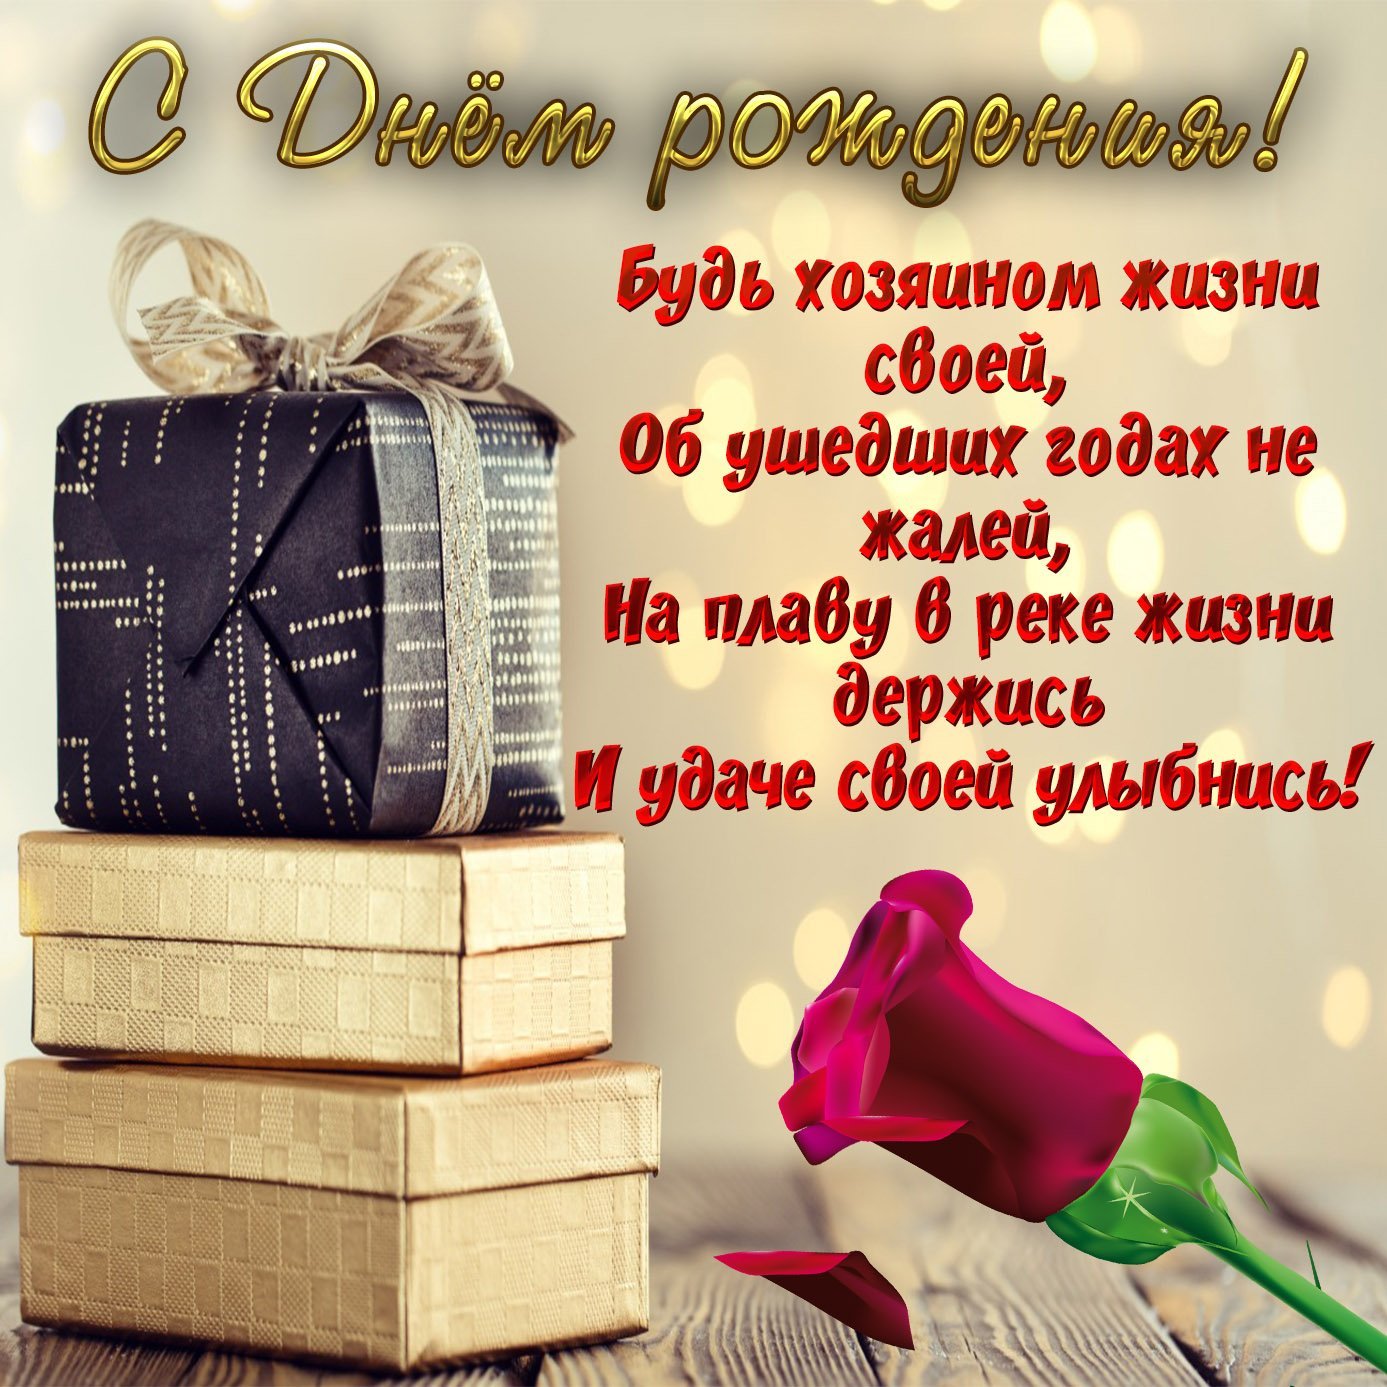 С Днём рождения!
Будь хозяином жизни
своей,
Об ушедших годах не
жалей,
На плаву в реке жизни
держись
И удаче своей улыбнись!